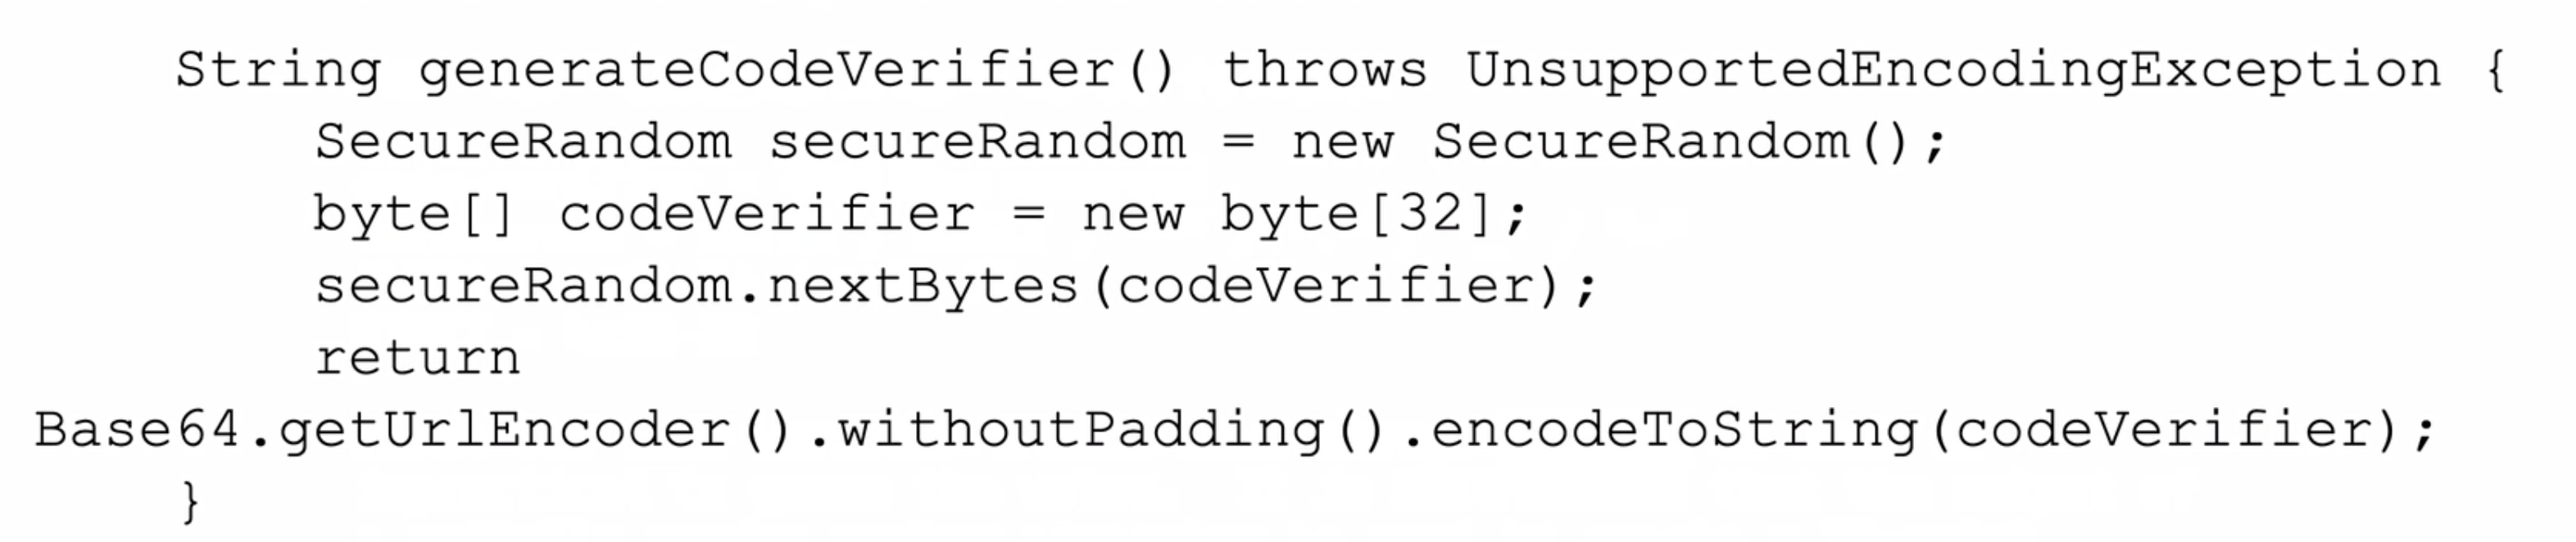 String generateCodeVerifier() throws UnsupportedEncodingException {
SecureRandom secureRandom = new SecureRandom();
byte[] codeVerifier = new byte[32];
secureRandom.nextBytes(codeVerifier);
return
Base64.getUrlEncoder().withoutPadding().encodeToString(codeVerifier);
}